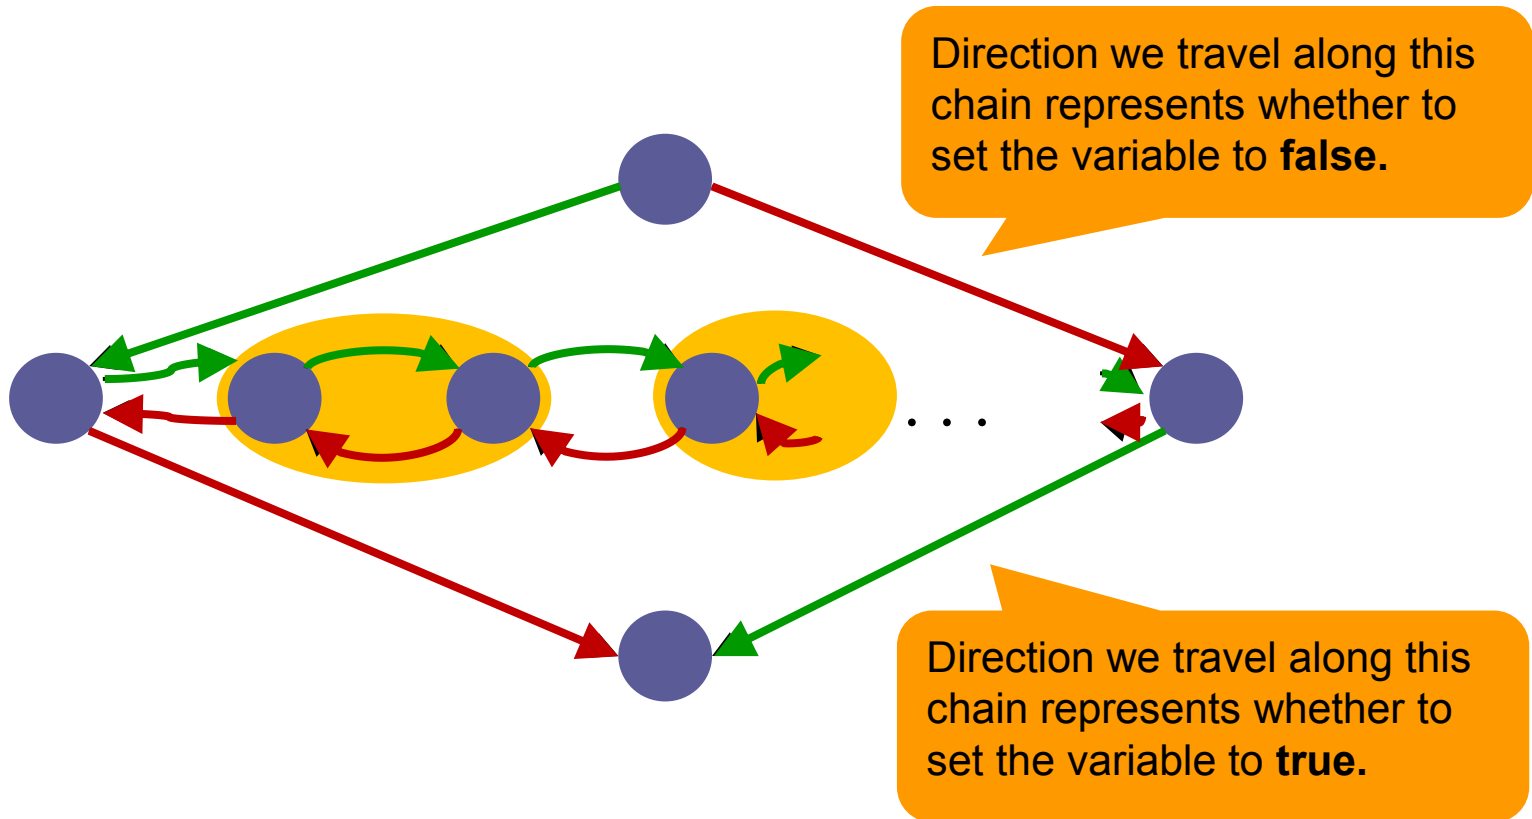 Direction we travel along this
chain represents whether to
set the variable to false.
. . .
Direction we travel along this
chain represents whether to
set the variable to true.